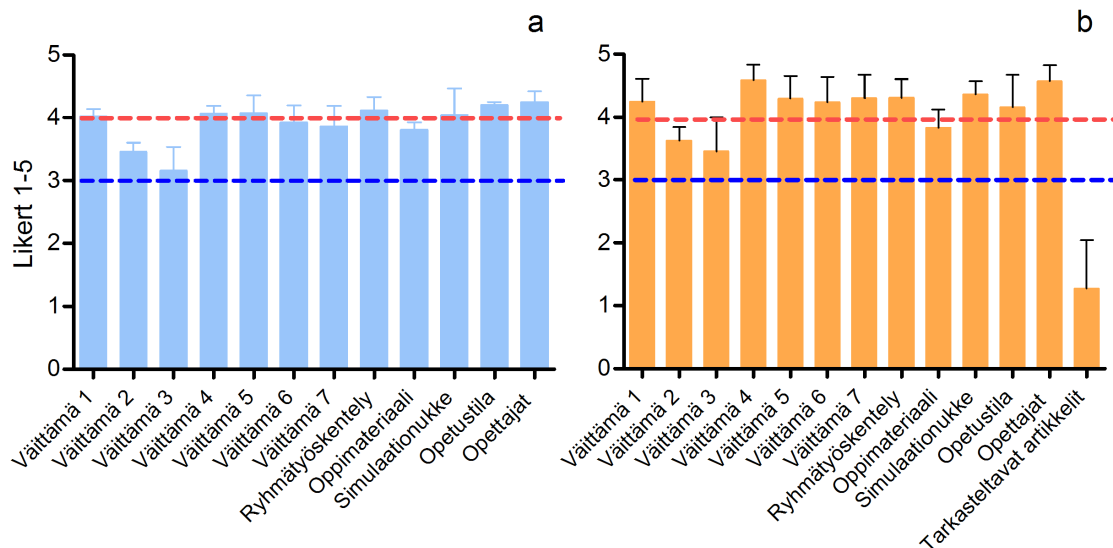 a
Likert 1-5
5
4
3
2
1
0
Väittämä 1
Väittämä 2
Väittämä 3
Väittämä 4
Väittämä 5
Väittämä 6
Väittämä 7
Ryhmätyöskentely
Oppimateriaali
Simulaationukke
Opetustila
Opettajat
b
5
4
3
2
1
0
Väittämä 1
Väittämä 2
Väittämä 3
Väittämä 4
Väittämä 5
Väittämä 6
Väittämä 7
Ryhmätyöskentely
Oppimateriaali
Simulaationukke
Opetustila
Opettajat
Tarkasteltavat artikkelit